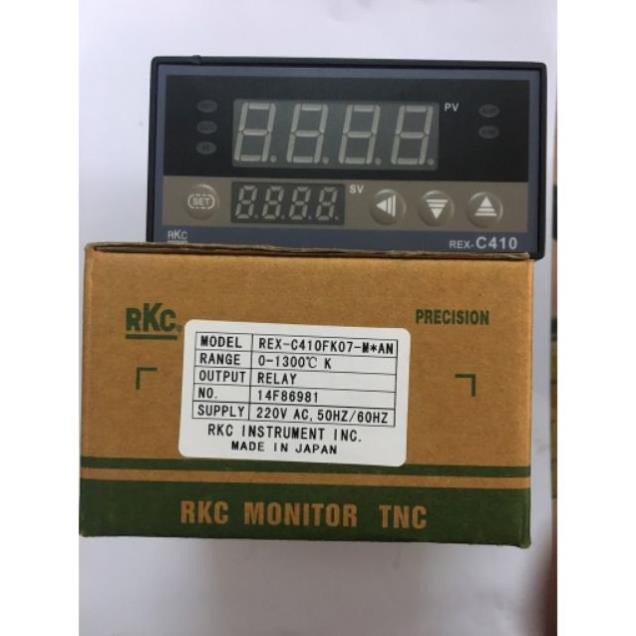 PV
SV
SET
RKC
REX-C410
RKC
PRECISION
MODEL REX-C410FK07-M*AN
RANGE 0-1300℃ K
OUTPUT RELAY
NO. 14F86981
SUPPLY 220V AC, 50HZ/60HZ
RKC INSTRUMENT INC.
MADE IN JAPAN
RKC MONITOR TNC